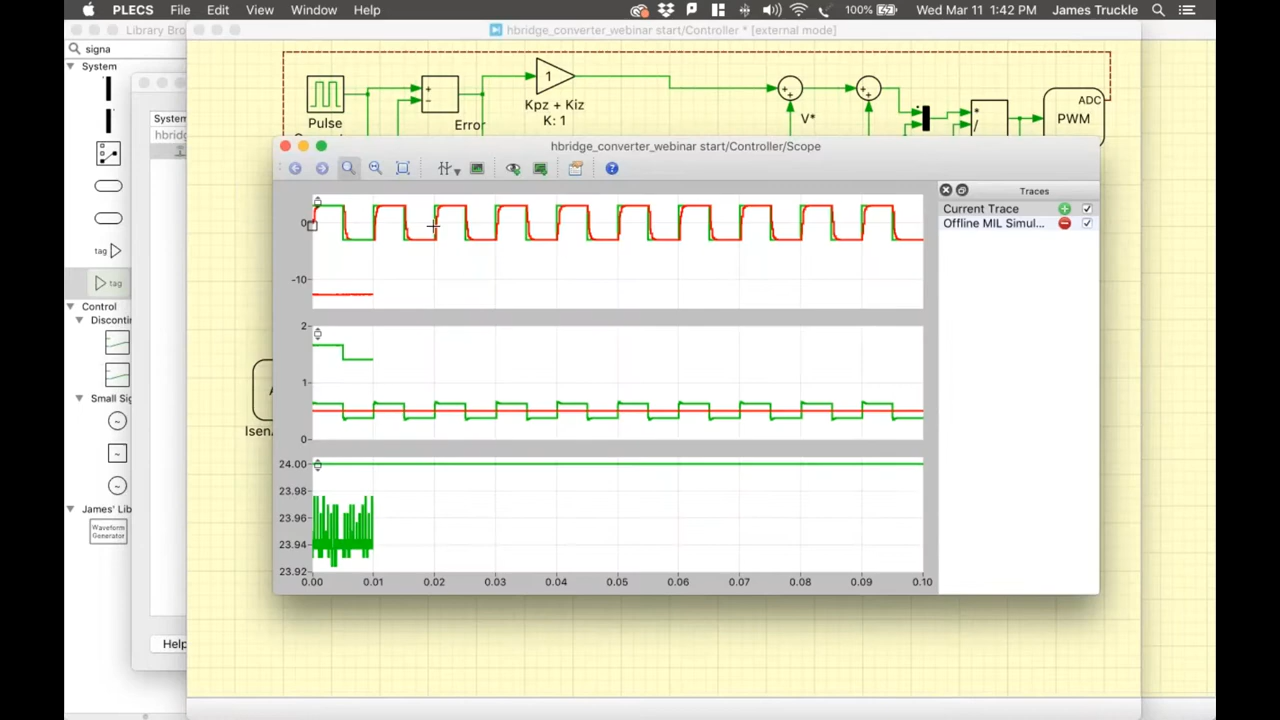 PLECS File Edit View Window Help 100% Wed Mar 11 1:42 PM James Truckle
Library Bro
hbridge_converter_webinar start/Controller * [external mode]
signa
System
tag
tag
Control
Discontin
Small Sig
James' Lib
Waveform
Generator
System
hbridg
Help
Pulse
+
−
Error
1
Kpz + Kiz
K: 1
+
+
V*
+
+
*
/
ADC
PWM
hbridge_converter_webinar start/Controller/Scope
Traces
Current Trace
Offline MIL Simul...
0
-10
2
1
0
24.00
23.98
23.96
23.94
23.92
0.00 0.01 0.02 0.03 0.04 0.05 0.06 0.07 0.08 0.09 0.10